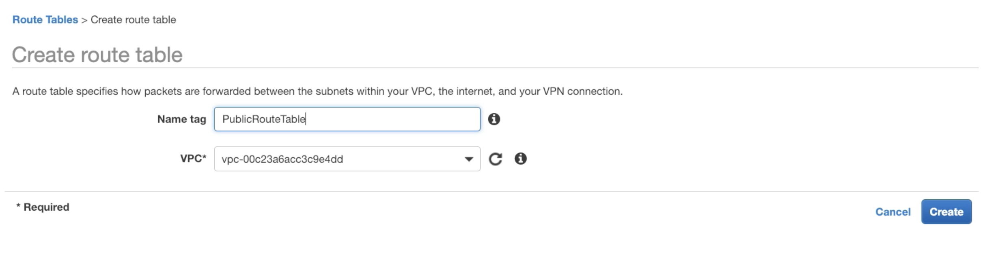 Route Tables > Create route table
Create route table
A route table specifies how packets are forwarded between the subnets within your VPC, the internet, and your VPN connection.
Name tag PublicRouteTable
VPC* vpc-00c23a6acc3c9e4dd
* Required
Cancel Create